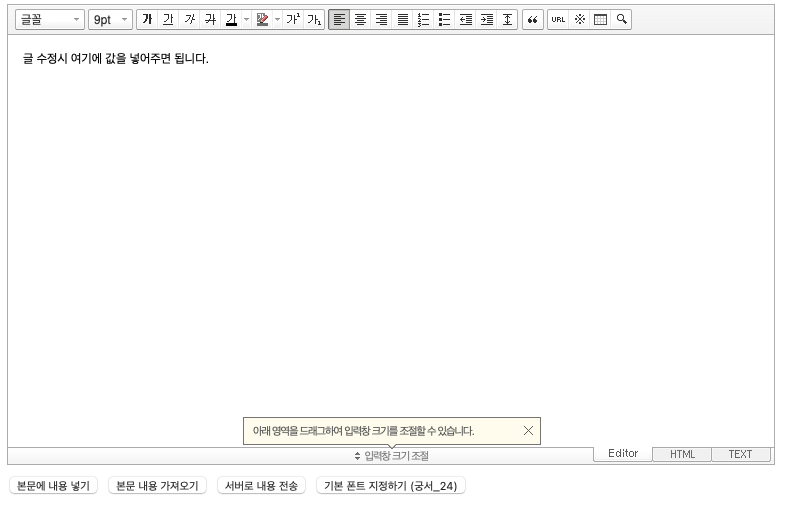 글꼴 9pt 가 가 가 가 가 가¹ 가₁ URL
글 수정시 여기에 값을 넣어주면 됩니다.
아래 영역을 드래그하여 입력창 크기를 조절할 수 있습니다.
입력창 크기 조절 Editor HTML TEXT
본문에 내용 넣기 본문 내용 가져오기 서버로 내용 전송 기본 폰트 지정하기 (궁서_24)